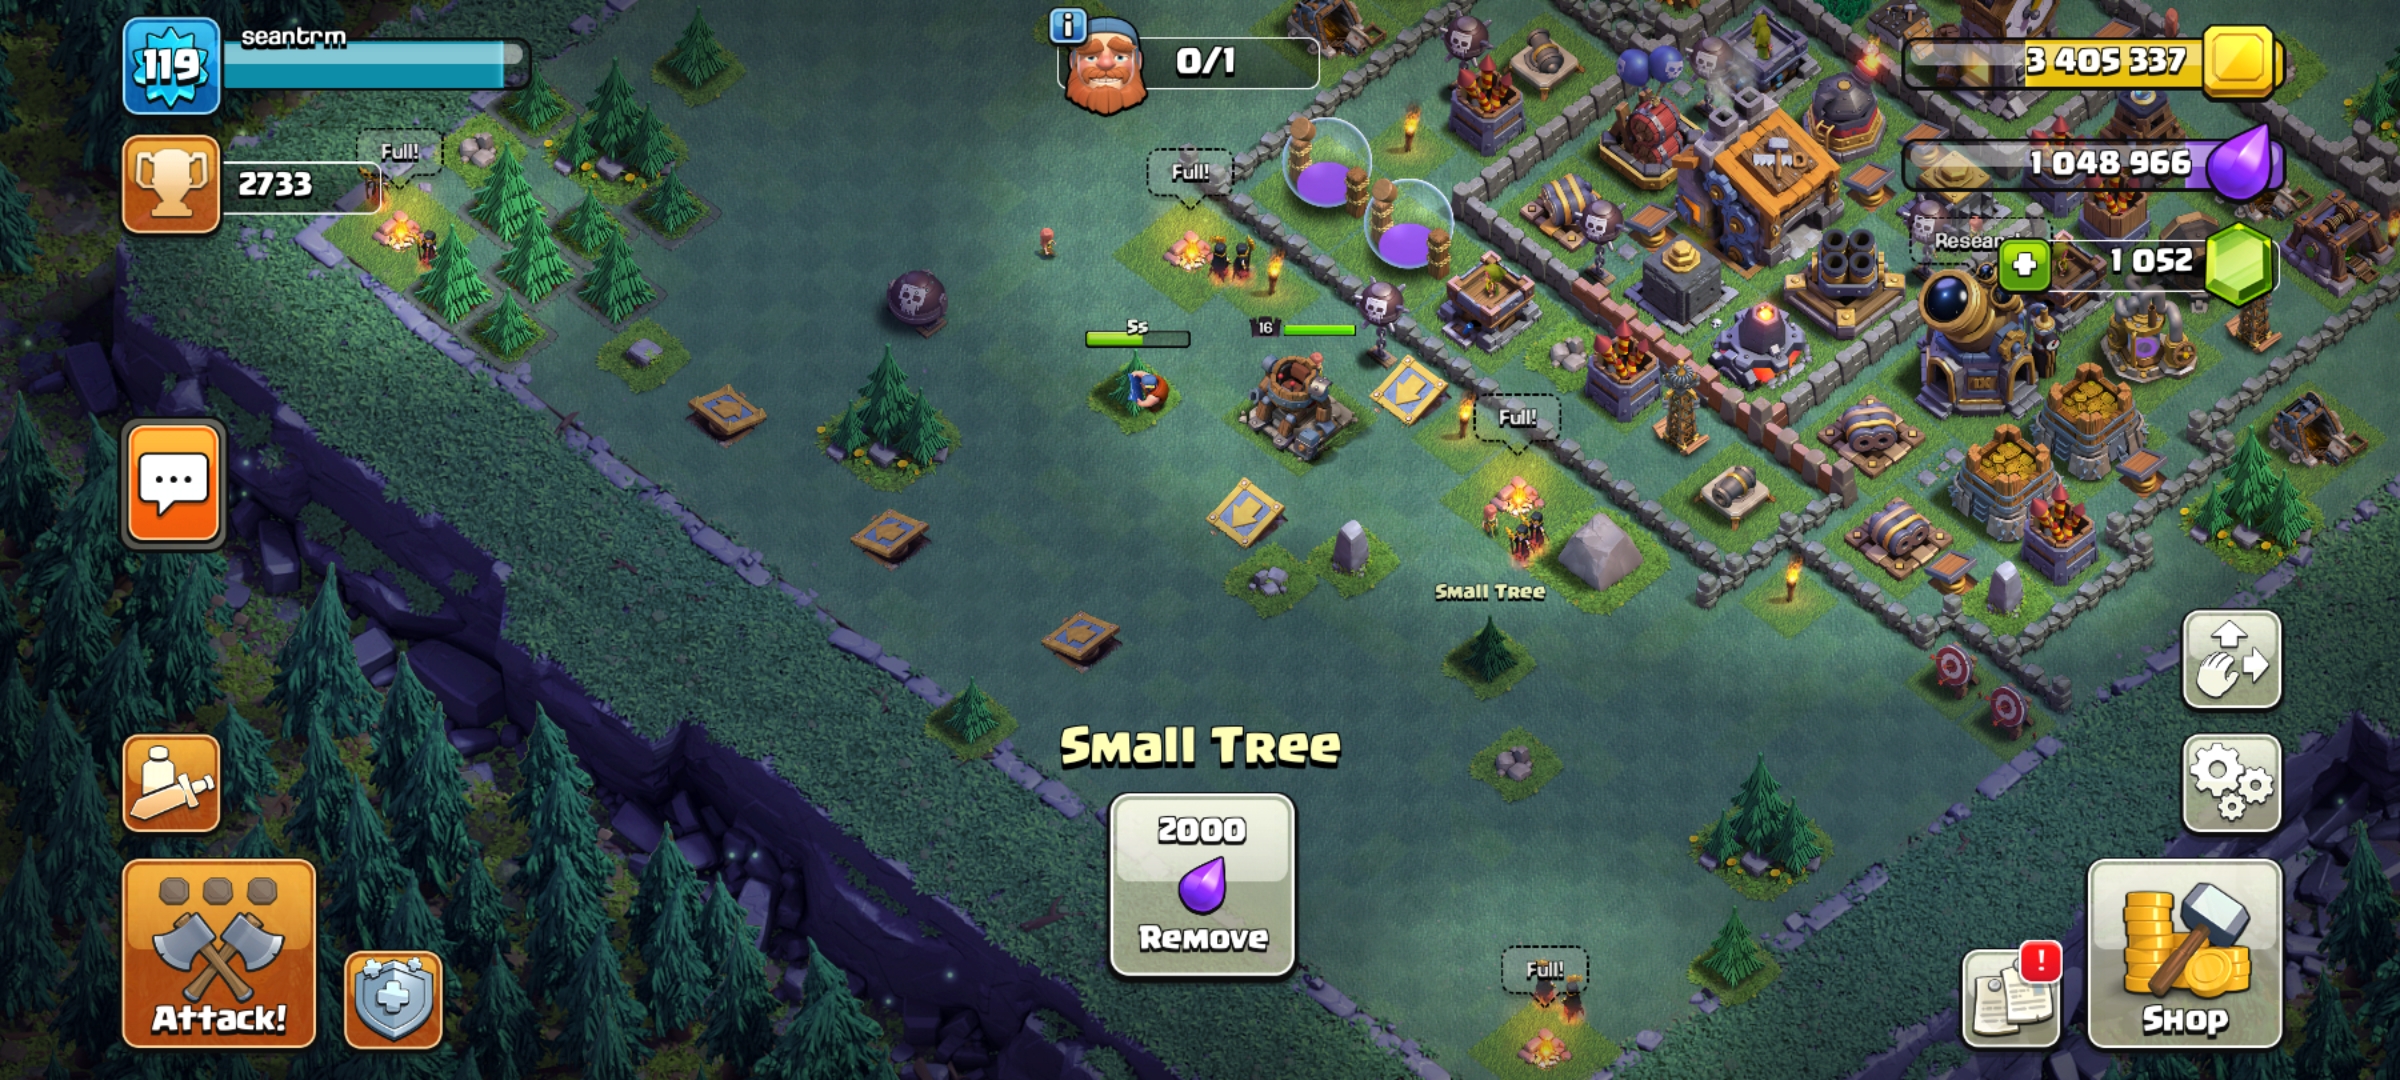 119
seantrm
0/1
3 405 337
Full!
2733
Full!
1 048 966
1 052
5s
16
Full!
Small Tree
Small Tree
2000
Remove
Full!
Attack!
!
Shop